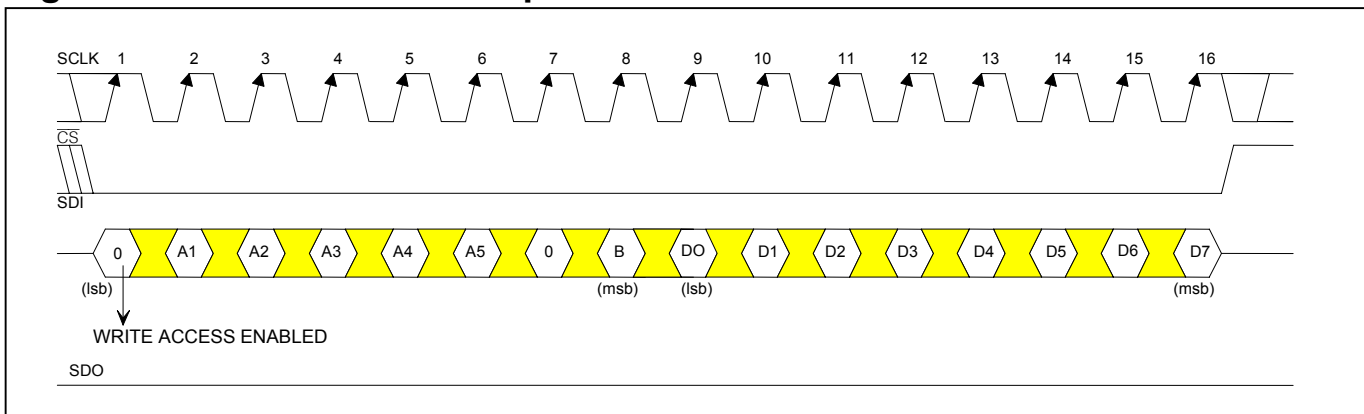 SCLK 1 2 3 4 5 6 7 8 9 10 11 12 13 14 15 16
CS
SDI
0 A1 A2 A3 A4 A5 0 B DO D1 D2 D3 D4 D5 D6 D7
(lsb) (msb) (lsb) (msb)
WRITE ACCESS ENABLED
SDO